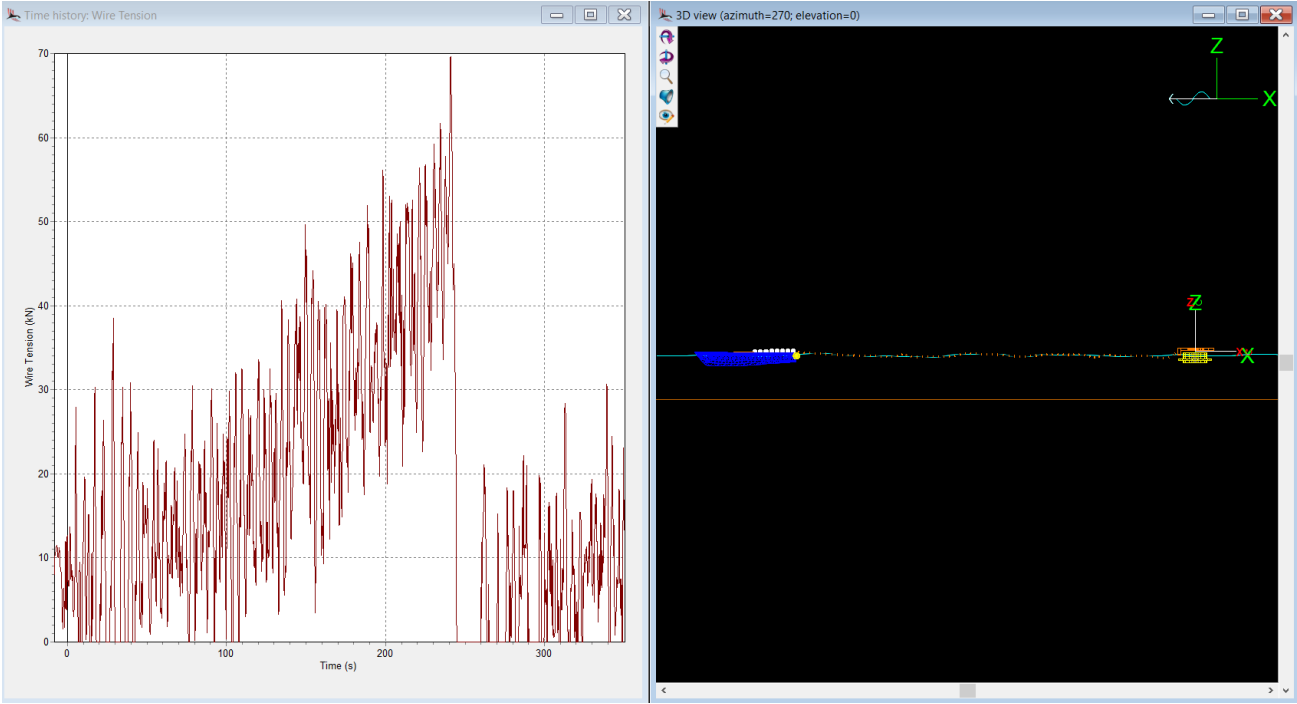 Time history: Wire Tension
70
60
50
40
30
20
10
0
Wire Tension (kN)
0
100
200
300
Time (s)
3D view (azimuth=270; elevation=0)
Z
X
Z
X